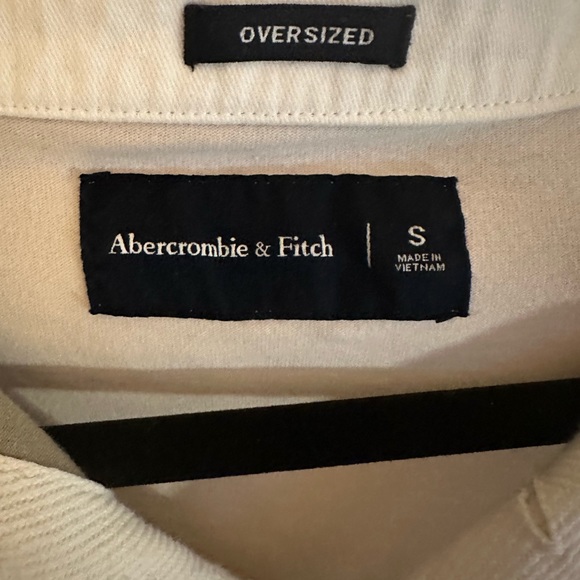 OVERSIZED
Abercrombie & Fitch | S
MADE IN
VIETNAM